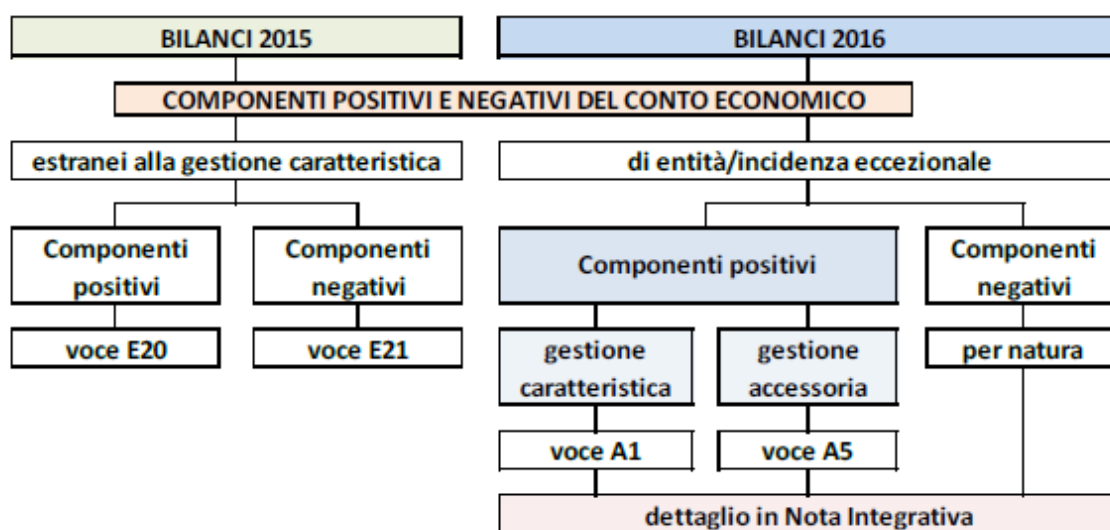 BILANCI 2015
BILANCI 2016
COMPONENTI POSITIVI E NEGATIVI DEL CONTO ECONOMICO
estranei alla gestione caratteristica
di entità/incidenza eccezionale
Componenti
positivi
Componenti
negativi
Componenti positivi
Componenti
negativi
voce E20
voce E21
gestione
caratteristica
gestione
accessoria
per natura
voce A1
voce A5
dettaglio in Nota Integrativa